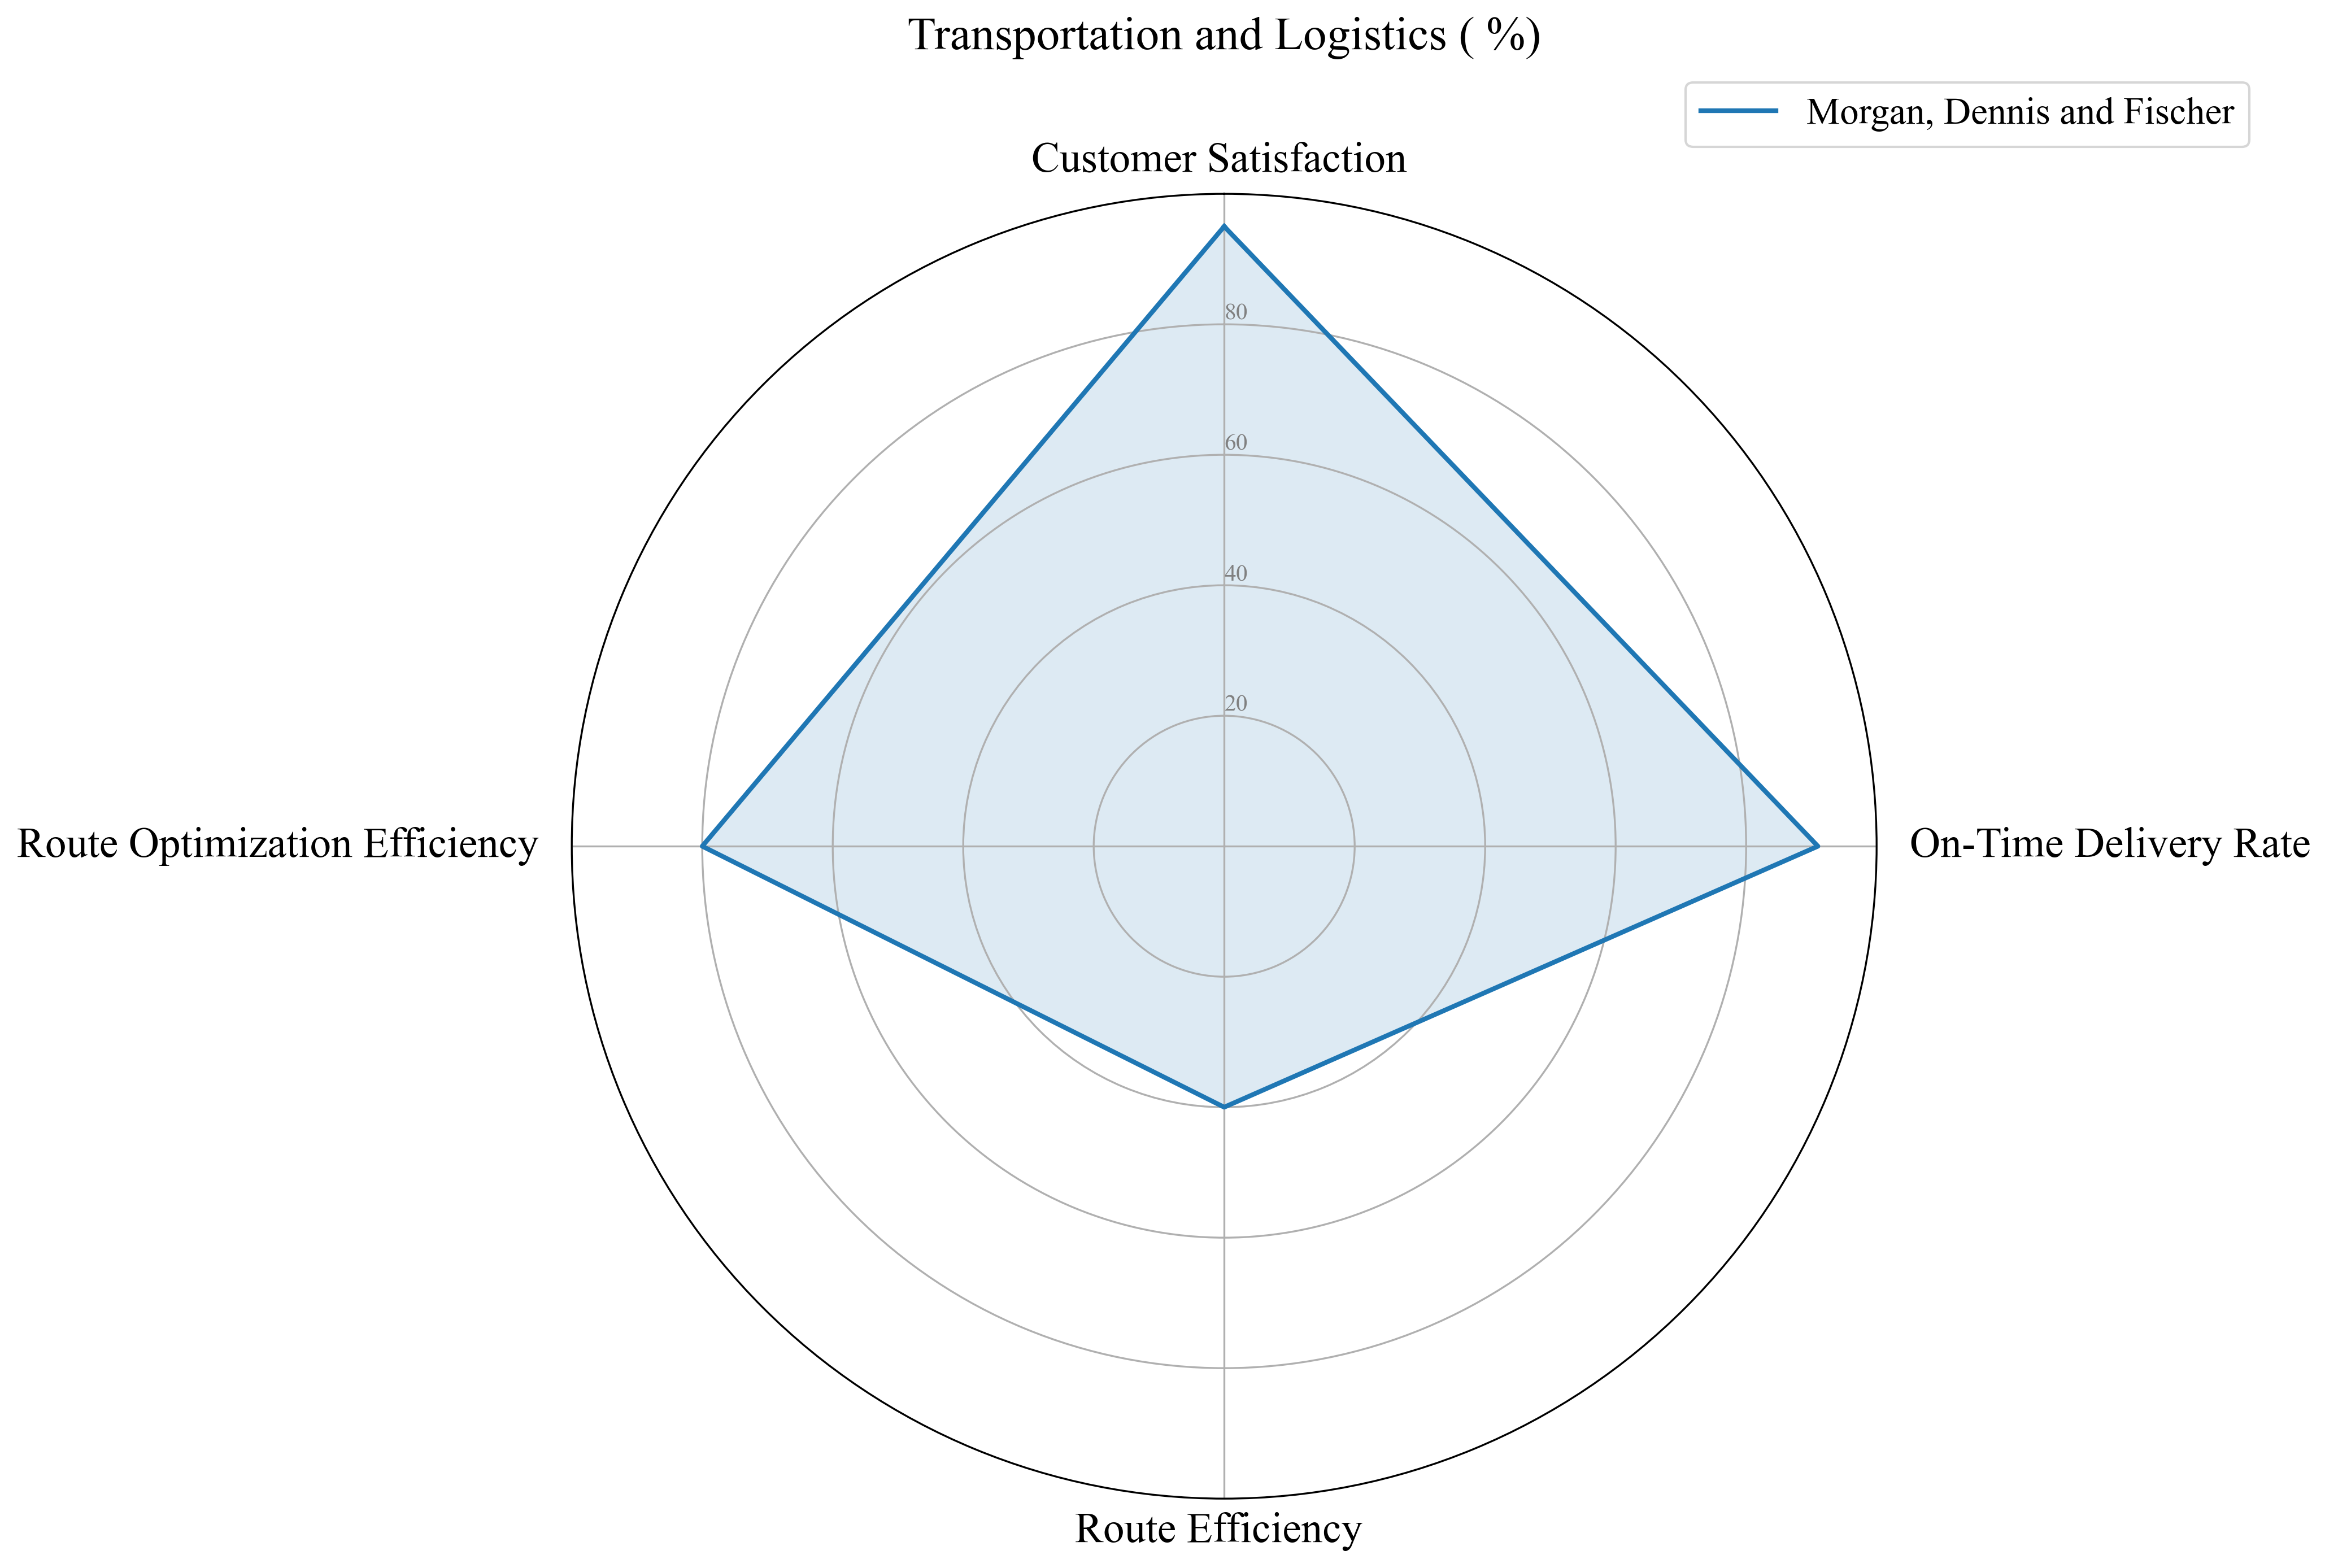 Transportation and Logistics ( %)
Morgan, Dennis and Fischer
Customer Satisfaction
80
60
40
20
Route Optimization Efficiency
On-Time Delivery Rate
Route Efficiency